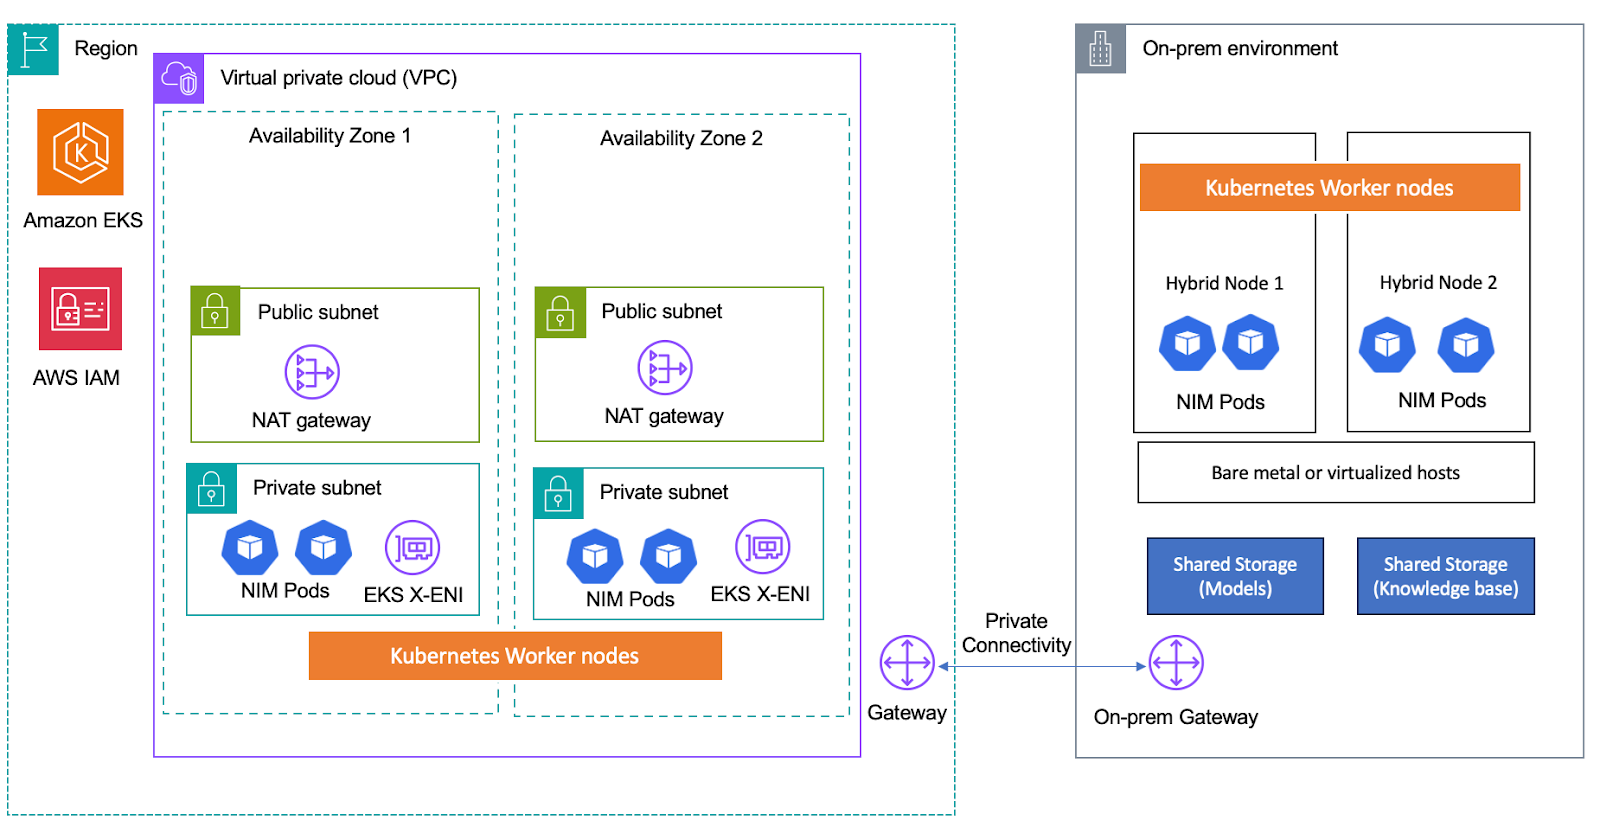 Region
Virtual private cloud (VPC)
Amazon EKS
AWS IAM
Availability Zone 1
Public subnet
NAT gateway
Private subnet
NIM Pods
EKS X-ENI
Availability Zone 2
Public subnet
NAT gateway
Private subnet
NIM Pods
EKS X-ENI
Kubernetes Worker nodes
Gateway
Private
Connectivity
On-prem environment
Kubernetes Worker nodes
Hybrid Node 1
NIM Pods
Hybrid Node 2
NIM Pods
Bare metal or virtualized hosts
Shared Storage
(Models)
Shared Storage
(Knowledge base)
On-prem Gateway
K